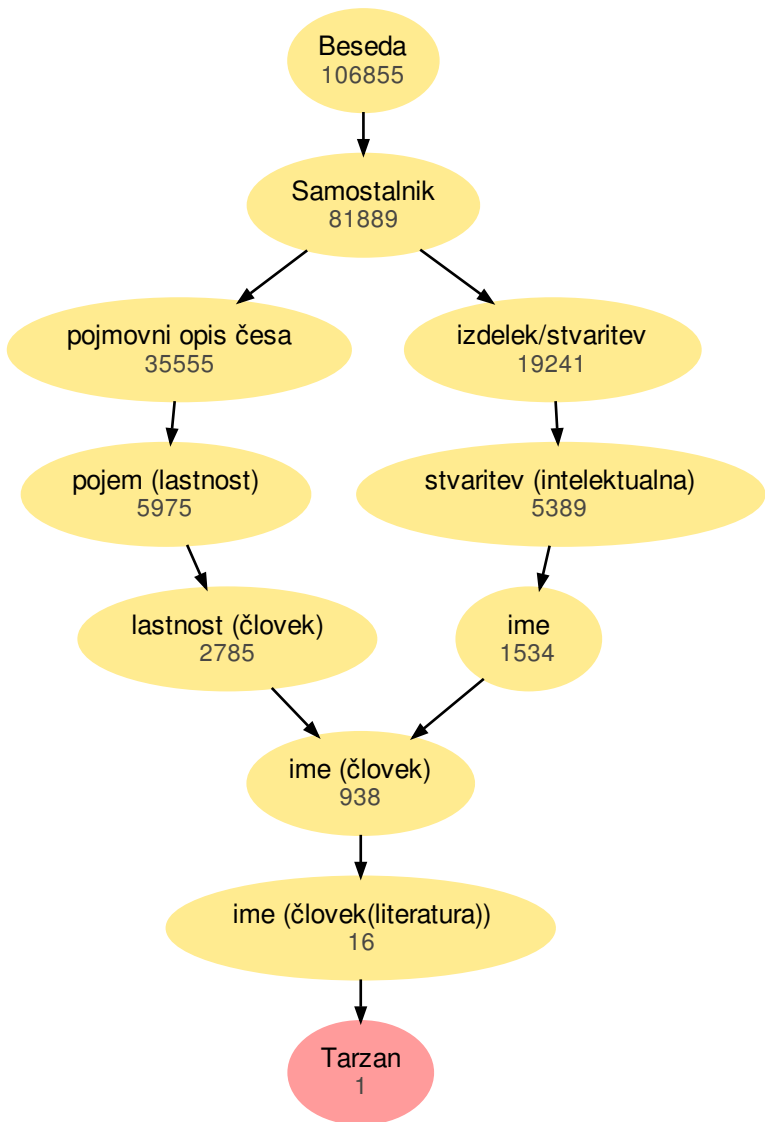 Beseda
106855
Samostalnik
81889
pojmovni opis česa
35555
izdelek/stvaritev
19241
pojem (lastnost)
5975
stvaritev (intelektualna)
5389
lastnost (človek)
2785
ime
1534
ime (človek)
938
ime (človek(literatura))
16
Tarzan
1